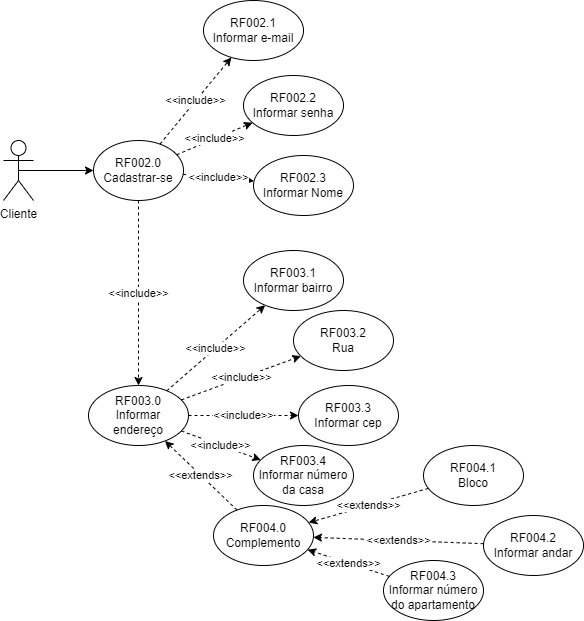 RF002.1
Informar e-mail
<<include>>
RF002.2
Informar senha
<<include>>
Cliente
RF002.0
Cadastrar-se
<<include>>
RF002.3
Informar Nome
<<include>>
RF003.1
Informar bairro
<<include>>
RF003.2
Rua
<<include>>
RF003.0
Informar
endereço
<<include>>
RF003.3
Informar cep
<<include>>
RF003.4
Informar número
da casa
<<extends>>
RF004.0
Complemento
<<extends>>
RF004.1
Bloco
<<extends>>
RF004.2
Informar andar
<<extends>>
RF004.3
Informar número
do apartamento